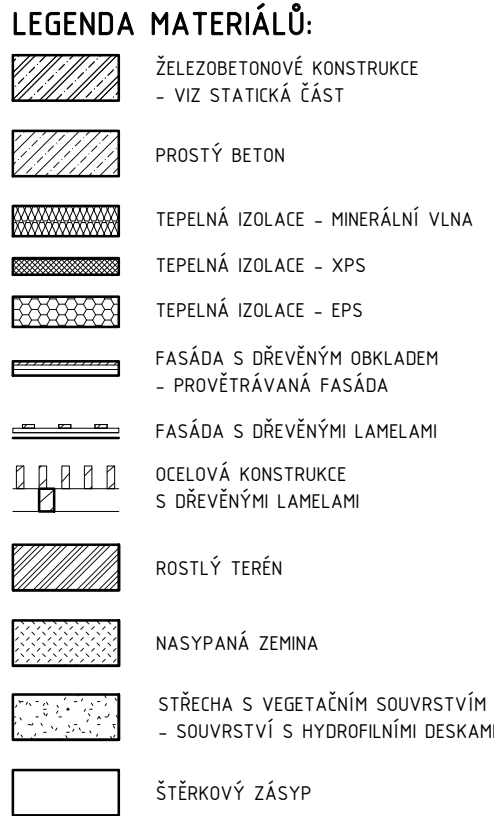 LEGENDA MATERIÁLŮ:
ŽELEZOBETONOVÉ KONSTRUKCE
- VIZ STATICKÁ ČÁST
PROSTÝ BETON
TEPELNÁ IZOLACE - MINERÁLNÍ VLNA
TEPELNÁ IZOLACE - XPS
TEPELNÁ IZOLACE - EPS
FASÁDA S DŘEVĚNÝM OBKLADEM
- PROVĚTRÁVANÁ FASÁDA
FASÁDA S DŘEVĚNÝMI LAMELAMI
OCELOVÁ KONSTRUKCE
S DŘEVĚNÝMI LAMELAMI
ROSTLÝ TERÉN
NASYPANÁ ZEMINA
STŘECHA S VEGETAČNÍM SOUVRSTVÍM
- SOUVRSTVÍ S HYDROFILNÍMI DESKAMI
ŠTĚRKOVÝ ZÁSYP